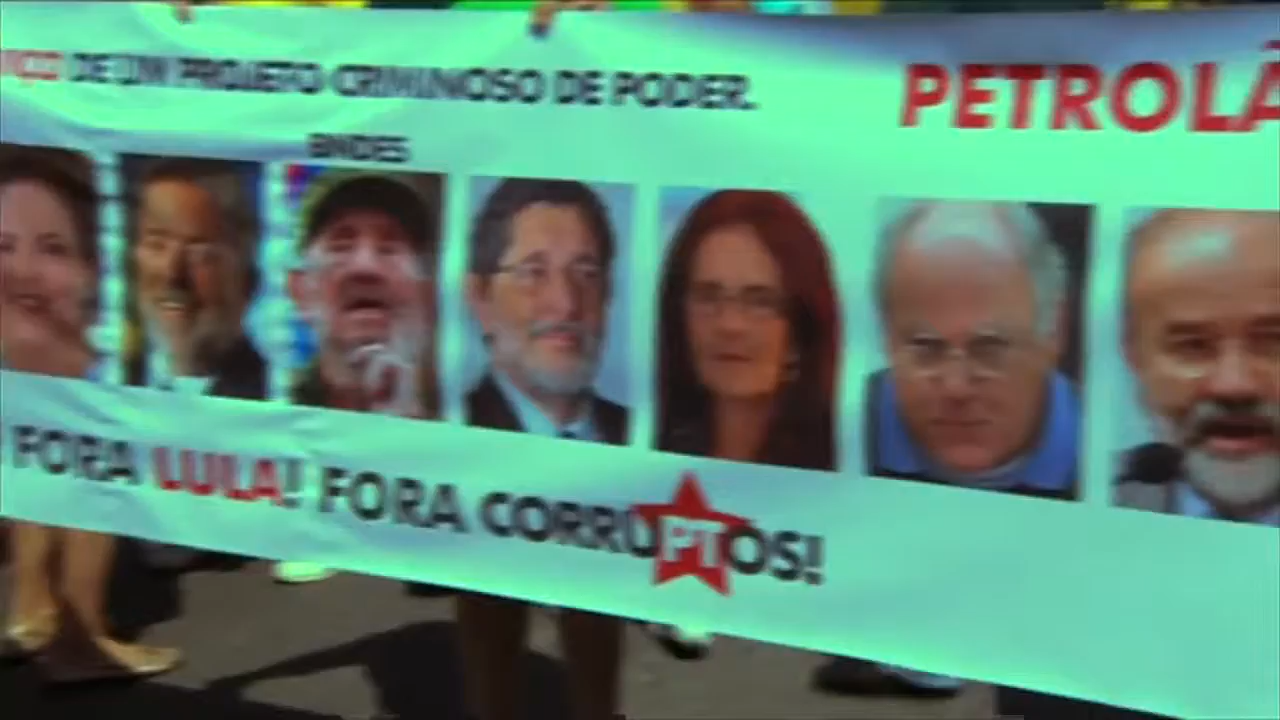 DE UM PROJETO CRIMINOSO DE PODER.
PETROLÃ
BNDES
FORA LULA! FORA CORRUPTOS!